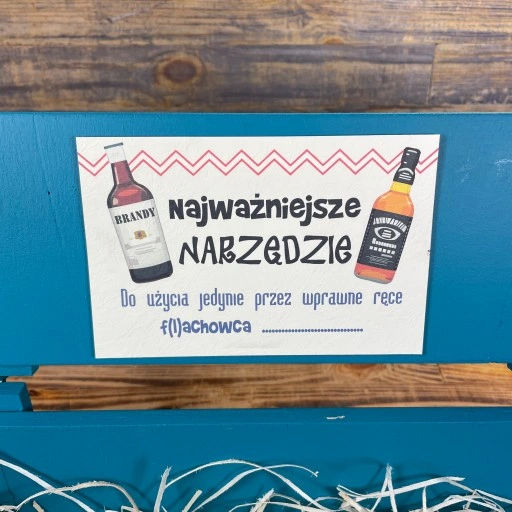 Najważniejsze
NARZĘDZIE
BRANDY
Do użycia jedynie przez wprawne ręce
f(l)achowca ................................